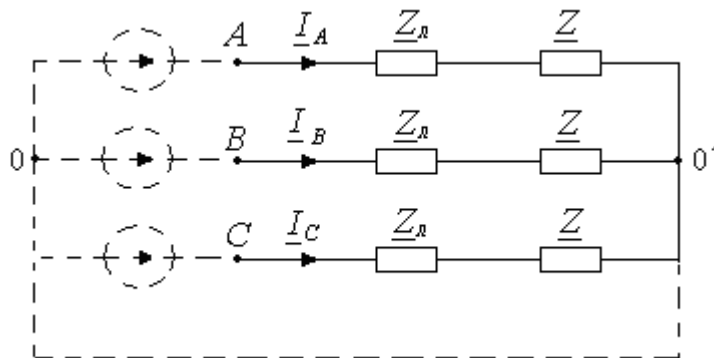 A I_A Z_л Z
0 B I_B Z_л Z 0'
C I_C Z_л Z